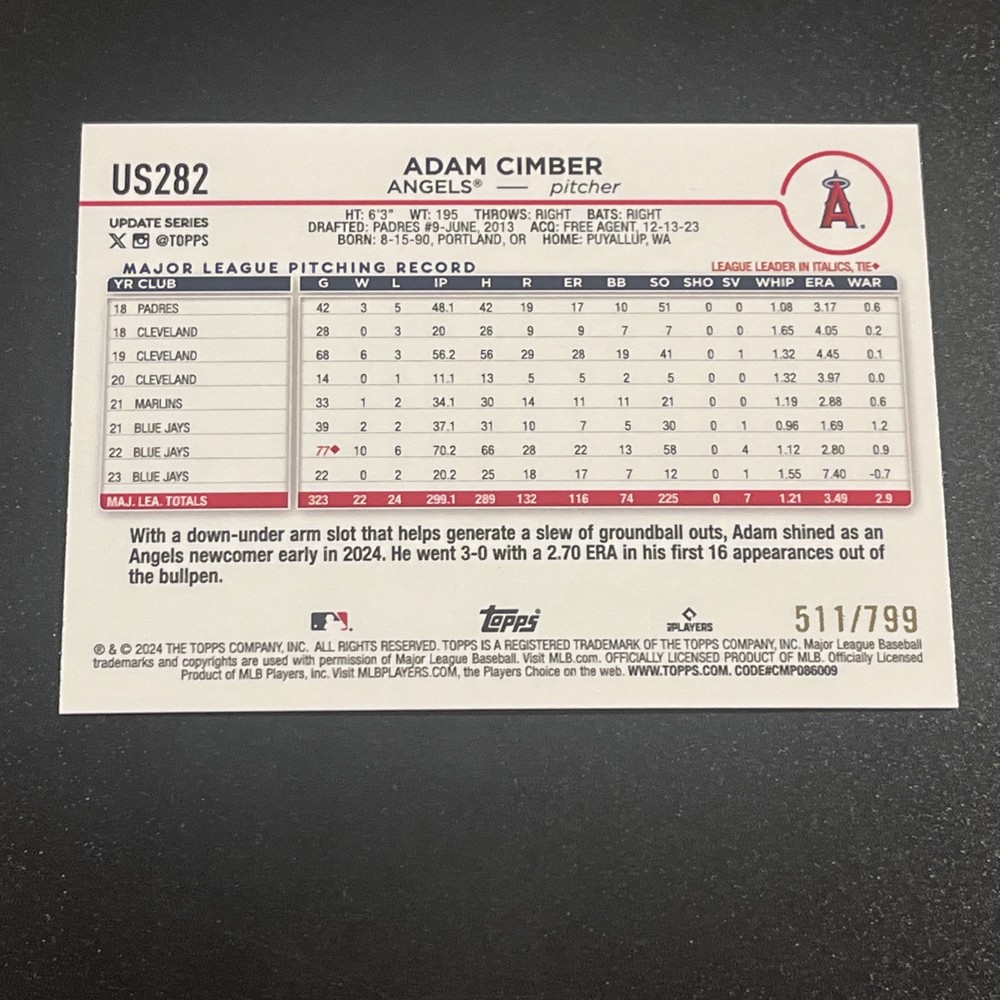 US282
ADAM CIMBER
ANGELS® — pitcher
A.
UPDATE SERIES
@TOPPS
HT: 6'3" WT: 195 THROWS: RIGHT BATS: RIGHT
DRAFTED: PADRES #9-JUNE, 2013 ACQ: FREE AGENT, 12-13-23
BORN: 8-15-90, PORTLAND, OR HOME: PUYALLUP, WA
MAJOR LEAGUE PITCHING RECORD LEAGUE LEADER IN ITALICS, TIE♦
YR CLUB G W L IP H R ER BB SO SHO SV WHIP ERA WAR
18 PADRES 42 3 5 48.1 42 19 17 10 51 0 0 1.08 3.17 0.6
18 CLEVELAND 28 0 3 20 26 9 9 7 7 0 0 1.65 4.05 0.2
19 CLEVELAND 68 6 3 56.2 56 29 28 19 41 0 1 1.32 4.45 0.1
20 CLEVELAND 14 0 1 11.1 13 5 5 2 5 0 0 1.32 3.97 0.0
21 MARLINS 33 1 2 34.1 30 14 11 11 21 0 0 1.19 2.88 0.6
21 BLUE JAYS 39 2 2 37.1 31 10 7 5 30 0 1 0.96 1.69 1.2
22 BLUE JAYS 77♦ 10 6 70.2 66 28 22 13 58 0 4 1.12 2.80 0.9
23 BLUE JAYS 22 0 2 20.2 25 18 17 7 12 0 1 1.55 7.40 -0.7
MAJ. LEA. TOTALS 323 22 24 299.1 289 132 116 74 225 0 7 1.21 3.49 2.9
With a down-under arm slot that helps generate a slew of groundball outs, Adam shined as an
Angels newcomer early in 2024. He went 3-0 with a 2.70 ERA in his first 16 appearances out of
the bullpen.
topps
PLAYERS
511/799
® & © 2024 THE TOPPS COMPANY, INC. ALL RIGHTS RESERVED. TOPPS IS A REGISTERED TRADEMARK OF THE TOPPS COMPANY, INC. Major League Baseball
trademarks and copyrights are used with permission of Major League Baseball. Visit MLB.com. OFFICIALLY LICENSED PRODUCT OF MLB. Officially Licensed
Product of MLB Players, Inc. Visit MLBPLAYERS.COM, the Players Choice on the web. WWW.TOPPS.COM. CODE#CMP086009